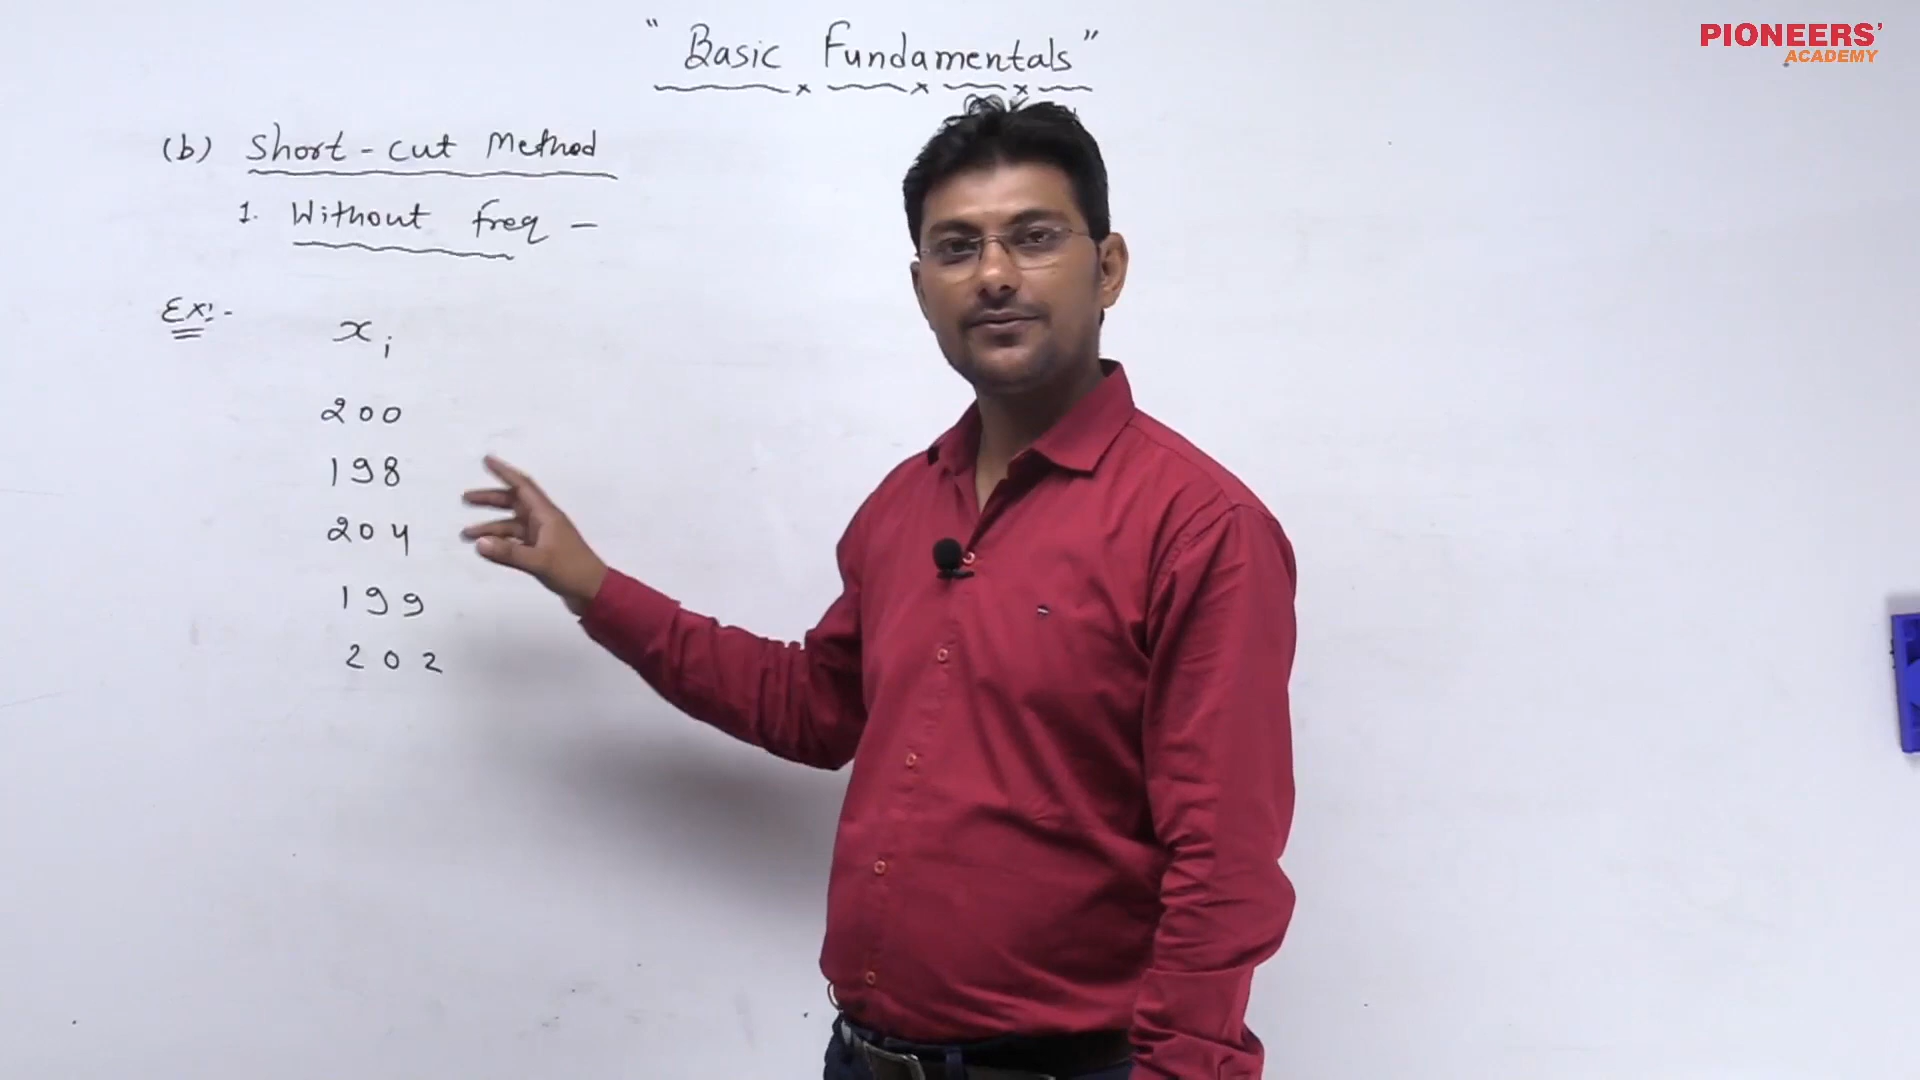 "Basic Fundamentals"
PIONEERS'
ACADEMY
(b) Short-cut Method
1. Without freq -
Ex:-
xi
200
198
204
199
202